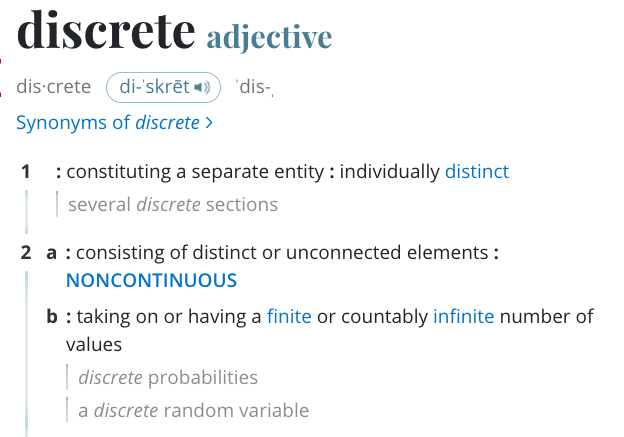 discrete adjective
dis·crete di-ˈskrēt ˈdis-ˌ
Synonyms of discrete
1 : constituting a separate entity : individually distinct
several discrete sections
2 a : consisting of distinct or unconnected elements :
NONCONTINUOUS
b : taking on or having a finite or countably infinite number of
values
discrete probabilities
a discrete random variable